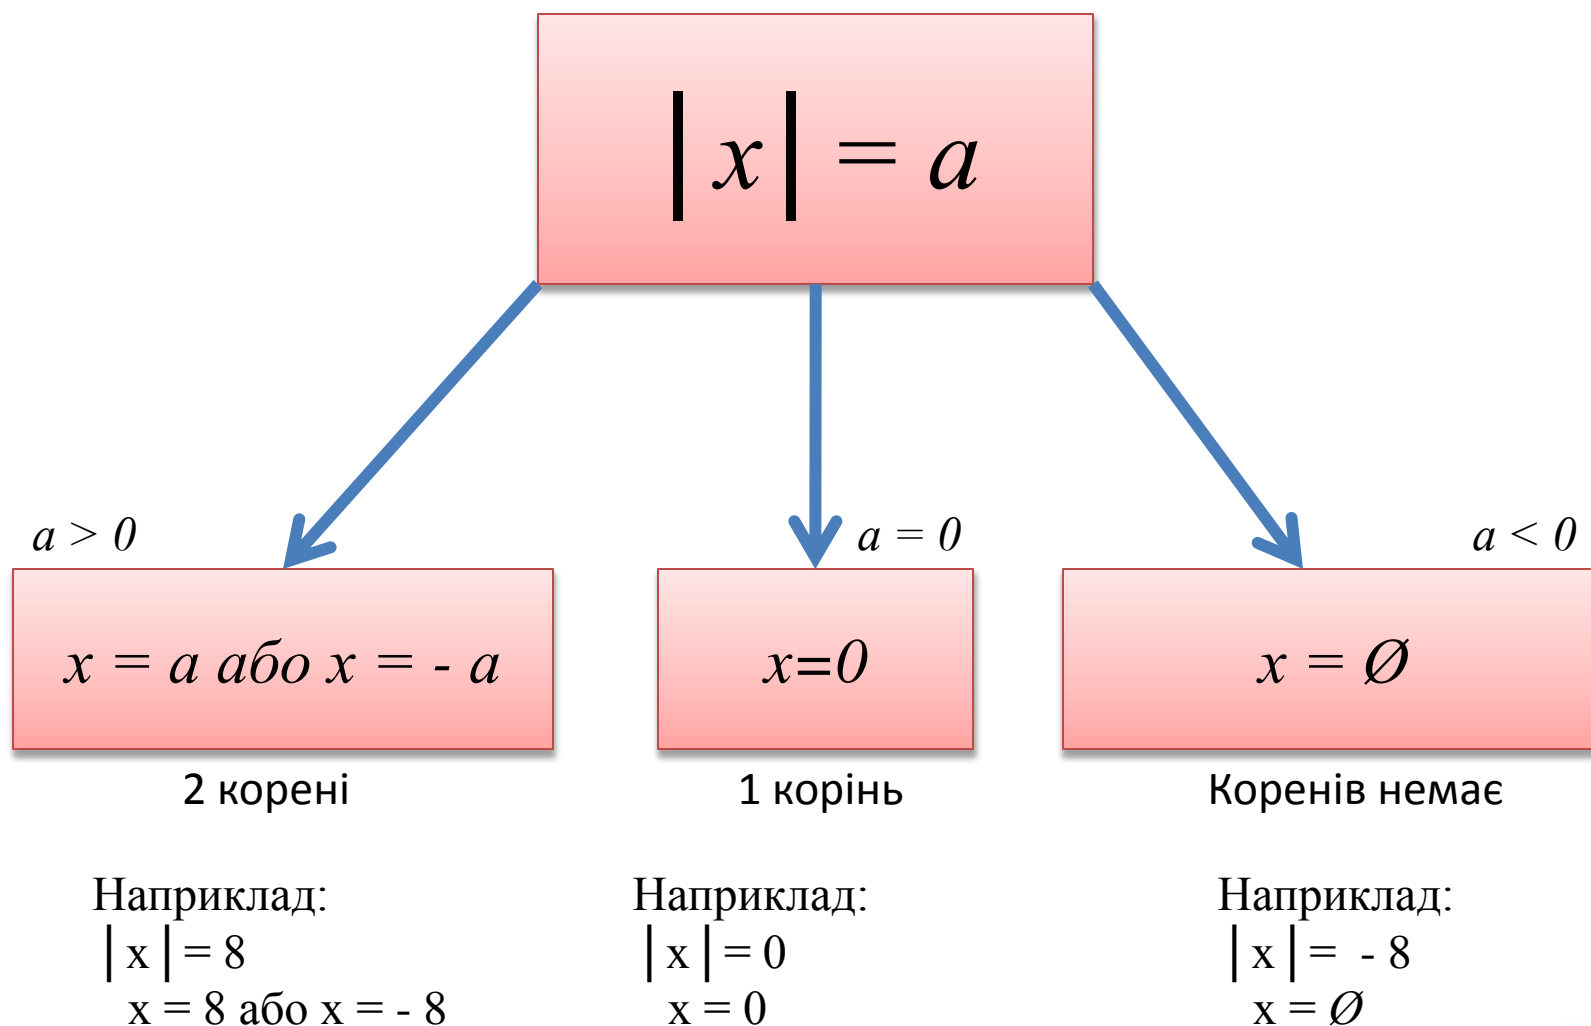 | x | = a
a > 0
x = a або x = - a
2 корені
Наприклад:
| x | = 8
x = 8 або x = - 8
a = 0
x=0
1 корінь
Наприклад:
| x | = 0
x = 0
a < 0
x = Ø
Коренів немає
Наприклад:
| x | = - 8
x = Ø